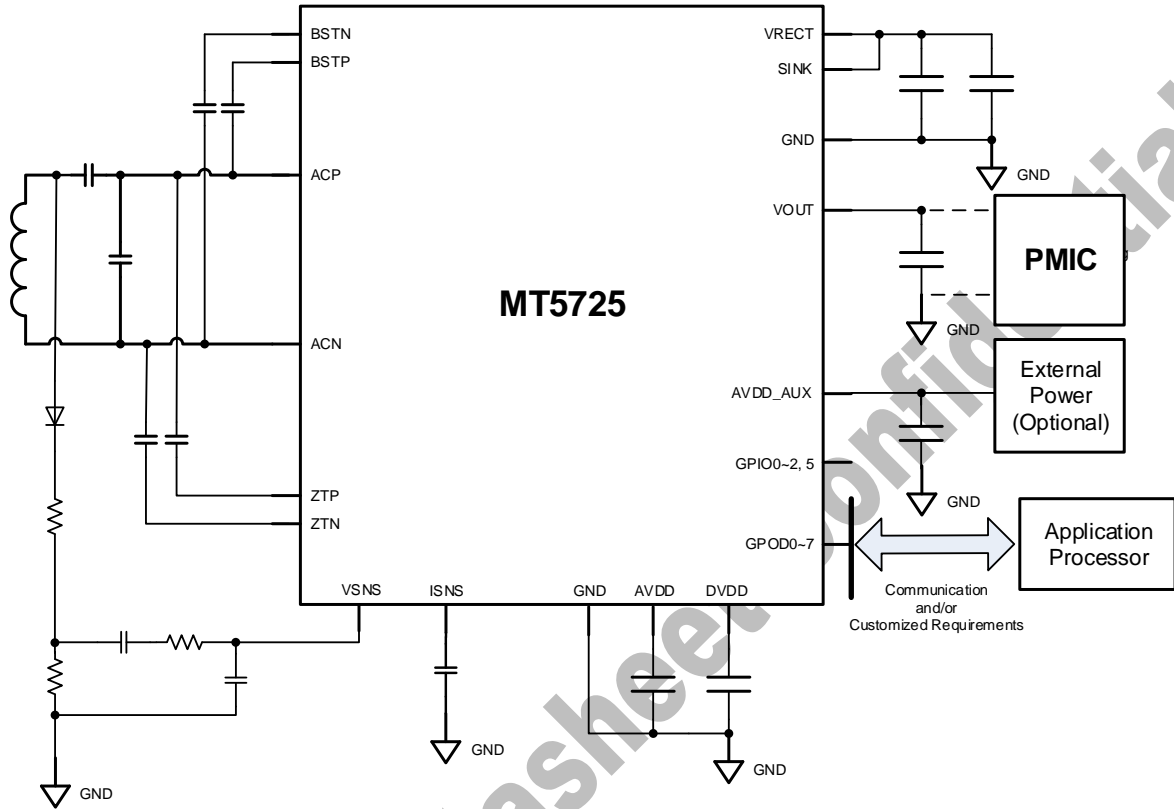 BSTN
BSTP
ACP
ACN
ZTP
ZTN
VSNS
ISNS
GND
AVDD
DVDD
MT5725
VRECT
SINK
GND
VOUT
AVDD_AUX
GPIO0~2, 5
GPOD0~7
GND
PMIC
GND
External
Power
(Optional)
GND
Application
Processor
Communication
and/or
Customized Requirements
GND
GND
GND